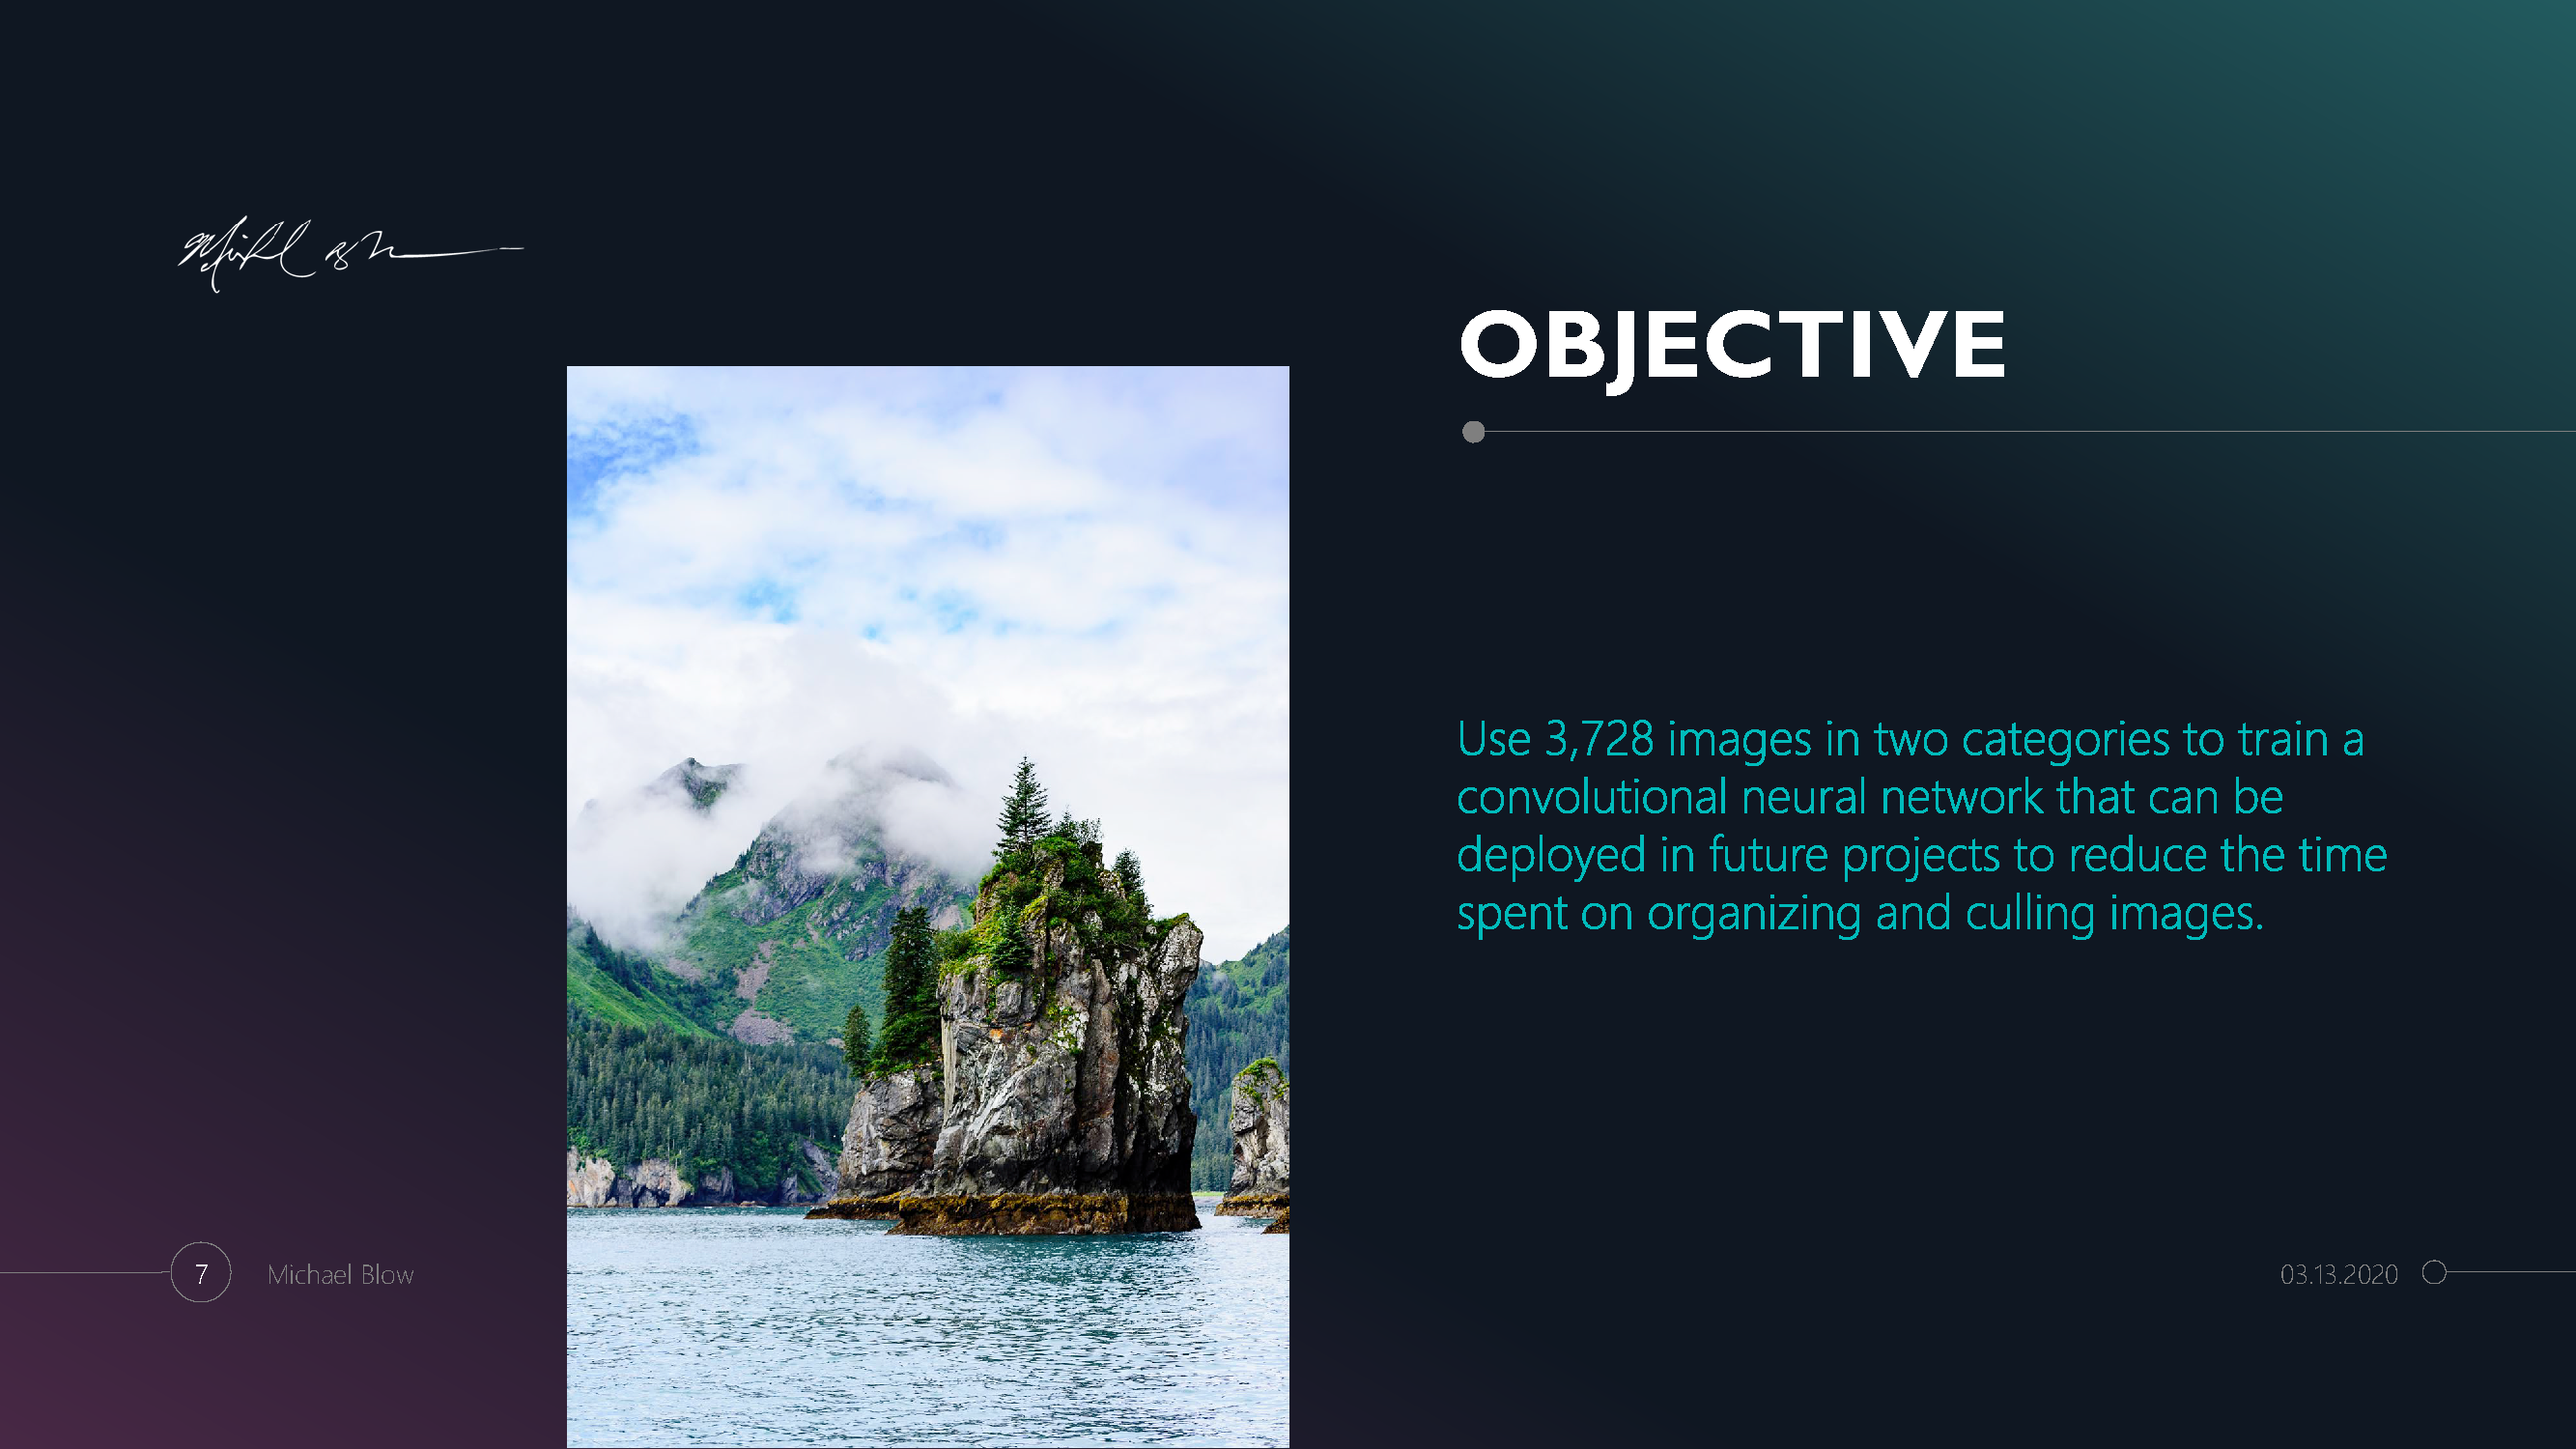 OBJECTIVE
Use 3,728 images in two categories to train a
convolutional neural network that can be
deployed in future projects to reduce the time
spent on organizing and culling images.
7
Michael Blow
03.13.2020